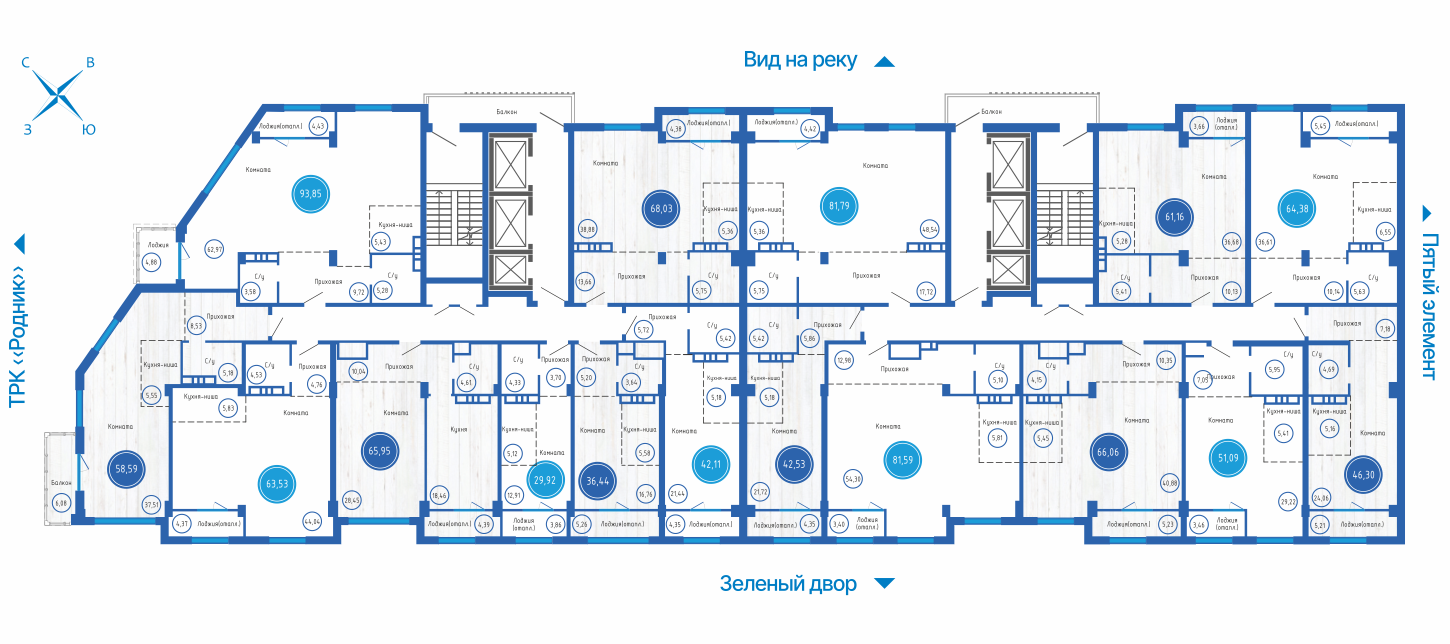 Вид на реку
С
В
З
Ю
ТРК «Родник»
Пятый элемент
Балкон
Балкон
Лоджия(отапл.)
4,43
Комната
93,85
Лоджия
4,88
62,97
Кухня-ниша
5,43
С/у
3,58
Прихожая
9,72
С/у
5,28
Лоджия(отапл.)
4,38
Комната
68,03
38,88
Кухня-ниша
5,36
Прихожая
13,66
С/у
5,75
Лоджия(отапл.)
4,42
Комната
81,79
Кухня-ниша
5,36
48,54
С/у
5,75
Прихожая
17,72
3,66
Лоджия
(отапл.)
Комната
61,16
Кухня-ниша
5,28
36,68
С/у
5,41
Прихожая
10,13
5,45
Лоджия(отапл.)
Комната
64,38
36,61
Кухня-ниша
6,55
Прихожая
10,14
С/у
5,63
Прихожая
8,53
С/у
5,18
Кухня-ниша
5,55
Комната
58,59
37,51
Балкон
6,08
С/у
4,53
Прихожая
4,76
Кухня-ниша
5,83
Комната
63,53
44,04
4,37
Лоджия(отапл.)
10,04
Прихожая
Комната
65,95
28,45
С/у
4,61
Кухня
18,46
Лоджия(отапл.)
4,39
С/у
4,33
Прихожая
3,70
Кухня-ниша
5,12
Комната
29,92
12,91
Лоджия
(отапл.)
3,86
Прихожая
5,20
С/у
3,64
Комната
36,44
Кухня-ниша
5,58
16,76
5,26
Лоджия(отапл.)
Прихожая
5,72
С/у
5,42
Кухня-ниша
5,18
Комната
42,11
21,44
4,35
Лоджия(отапл.)
С/у
5,42
Прихожая
5,86
Кухня-ниша
5,18
Комната
42,53
21,72
Лоджия(отапл.)
4,35
12,98
Прихожая
С/у
5,10
Комната
81,59
Кухня-ниша
5,81
54,30
3,40
Лоджия
(отапл.)
С/у
4,15
Прихожая
10,35
Кухня-ниша
5,45
Комната
66,06
40,88
Лоджия(отапл.)
5,23
7,05
Прихожая
С/у
5,95
Комната
51,09
Кухня-ниша
5,41
29,22
3,46
Лоджия
(отапл.)
Прихожая
7,18
С/у
4,69
Кухня-ниша
5,16
Комната
46,30
24,06
5,21
Лоджия(отапл.)
Зеленый двор